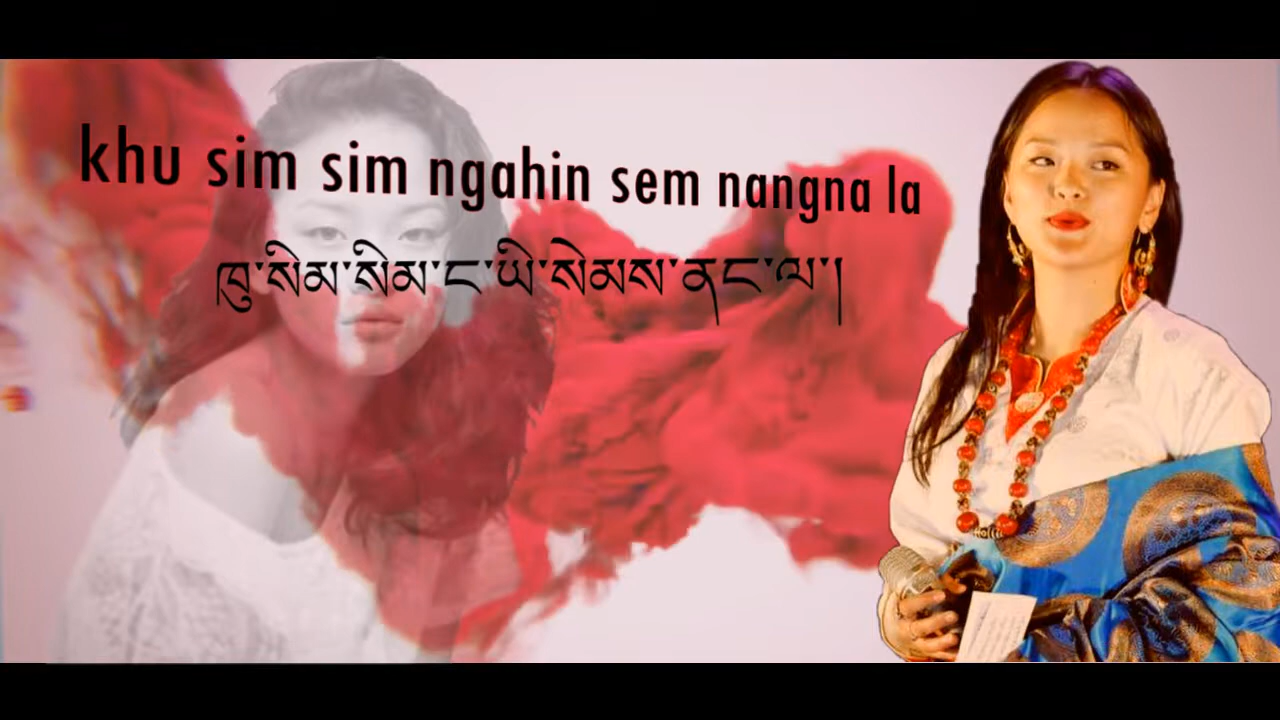 khu sim sim ngahin sem nangna la
ཁུ་སིམ་སིམ་ང་ཡི་སེམས་ནང་ལ་།